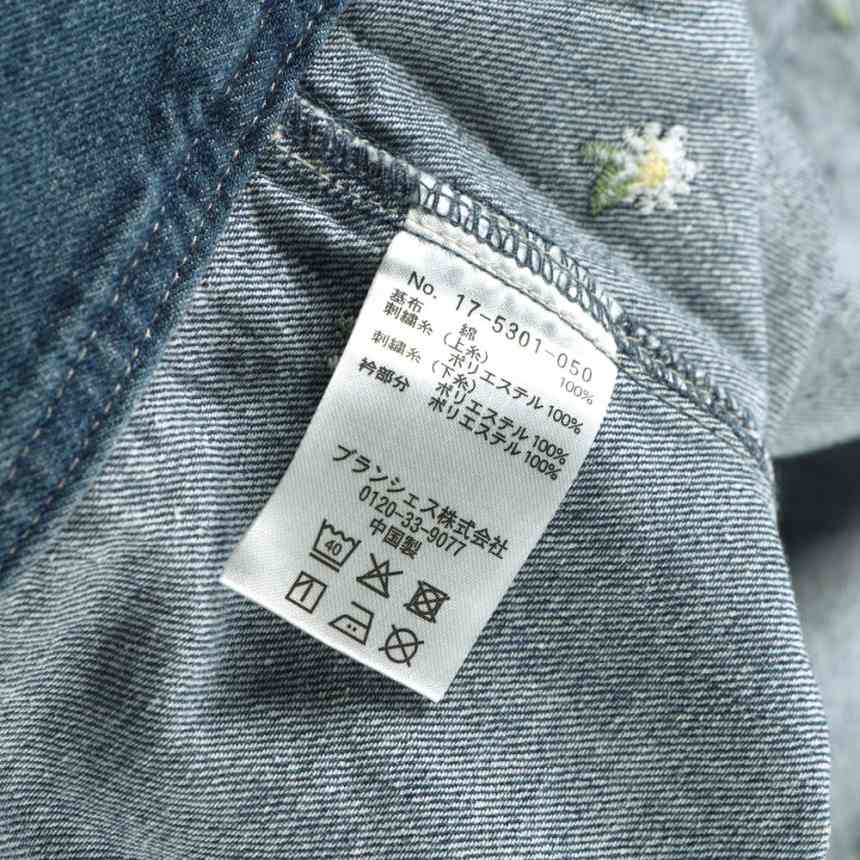 No. 17-5301-050
基布 綿 100%
刺繍糸（上糸）
ポリエステル 100%
刺繍糸（下糸）
ポリエステル 100%
衿部分 ポリエステル 100%
ブランシェス株式会社
0120-33-9077
中国製
40